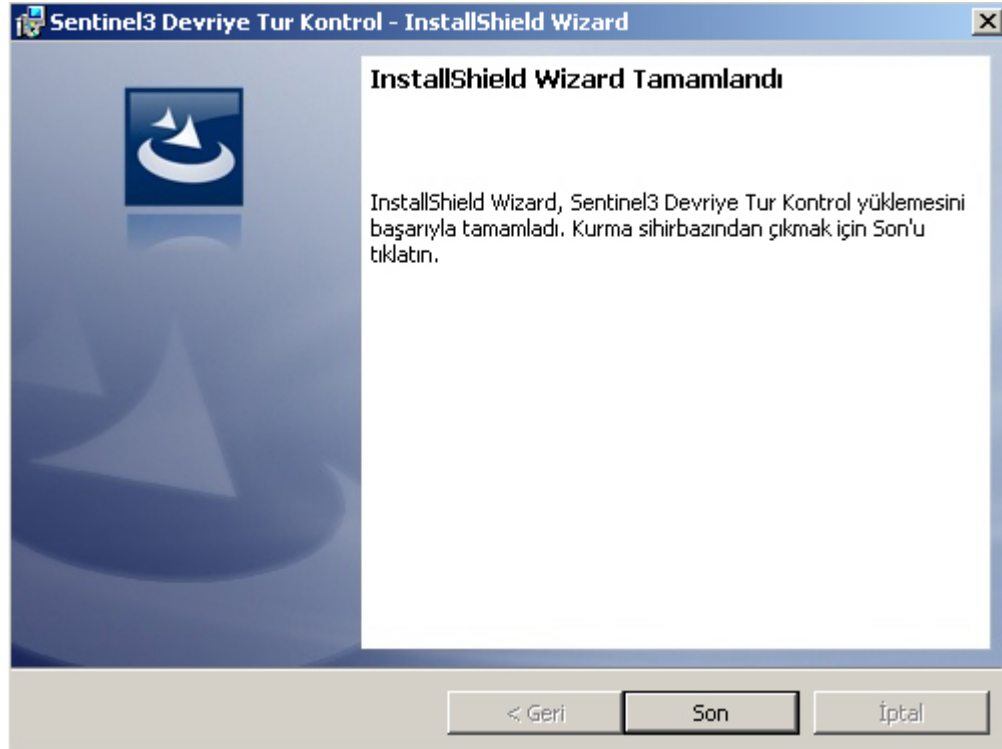 Sentinel3 Devriye Tur Kontrol - InstallShield Wizard
InstallShield Wizard Tamamlandı
InstallShield Wizard, Sentinel3 Devriye Tur Kontrol yüklemesini
başarıyla tamamladı. Kurma sihirbazından çıkmak için Son'u
tıklatın.
< Geri
Son
İptal